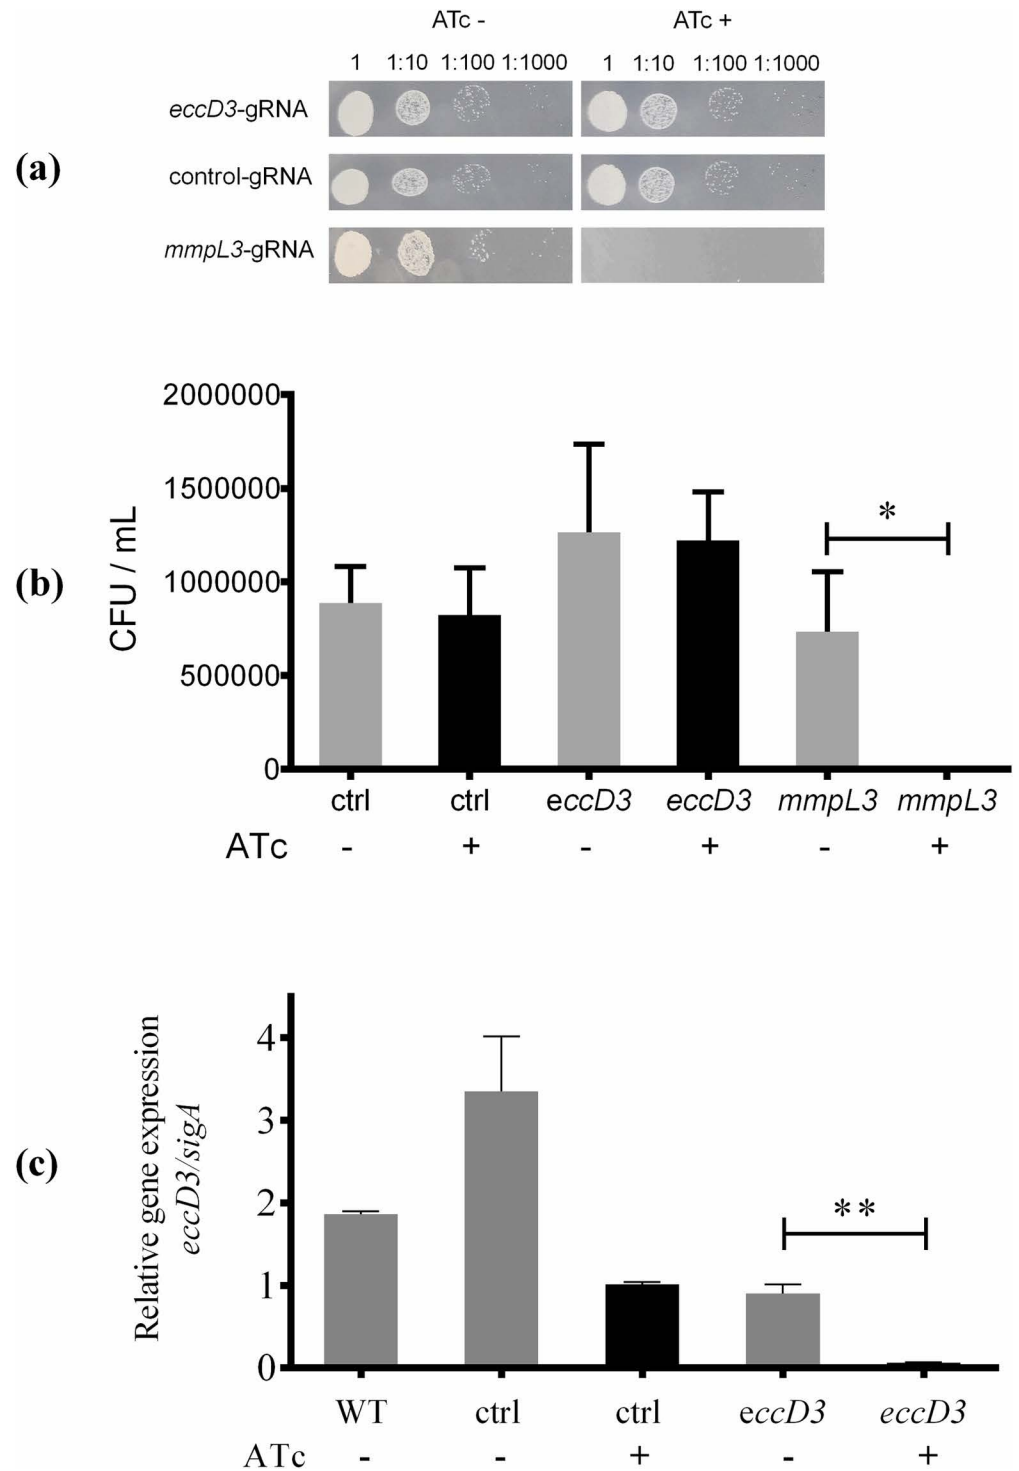 ATc - ATc +
1 1:10 1:100 1:1000 1 1:10 1:100 1:1000
eccD3-gRNA
(a)
control-gRNA
mmpL3-gRNA
(b)
CFU / mL
2000000
1500000
1000000
500000
0
*
ctrl ctrl eccD3 eccD3 mmpL3 mmpL3
ATc - + - + - +
(c)
Relative gene expression
eccD3/sigA
4
3
2
1
0
**
WT ctrl ctrl eccD3 eccD3
ATc - - + - +